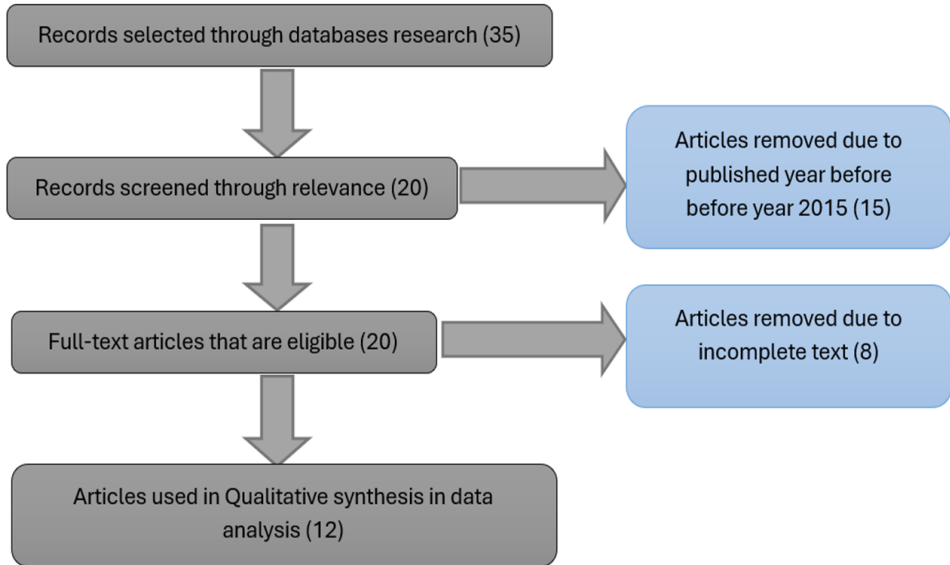 Records selected through databases research (35)
Records screened through relevance (20)
Articles removed due to
published year before
before year 2015 (15)
Full-text articles that are eligible (20)
Articles removed due to
incomplete text (8)
Articles used in Qualitative synthesis in data
analysis (12)